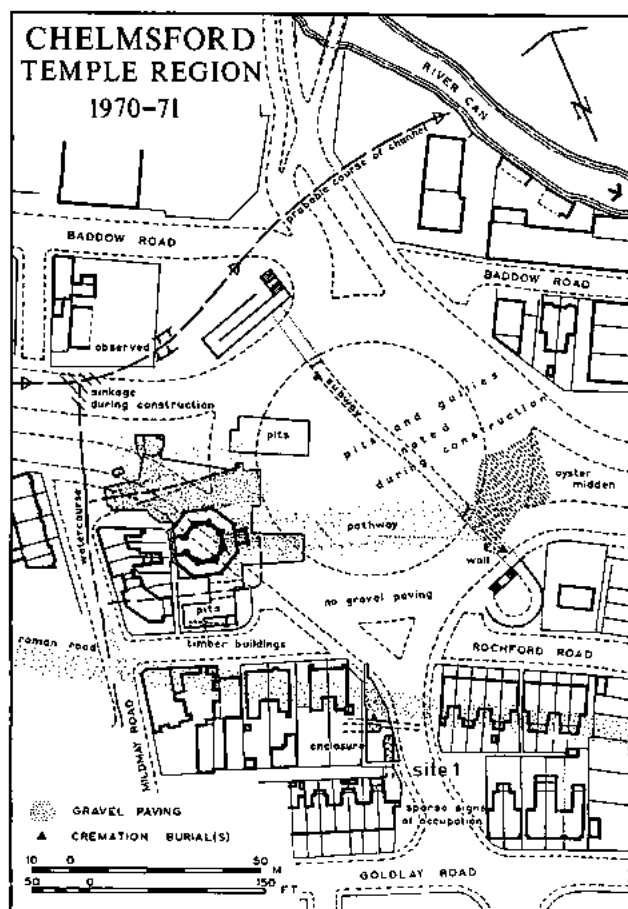 CHELMSFORD
TEMPLE REGION
1970-71
RIVER CAN
probable course of channel
BADDOW ROAD
BADDOW ROAD
observed
sinkage
during construction
subway
pits and gullies
noted
during construction
pits
oyster
midden
watercourse
pathway
wall
pits
no gravel paving
roman road
timber buildings
ROCHFORD ROAD
MILDMAY ROAD
enclosure
site 1
sparse signs
of occupation
GRAVEL PAVING
CREMATION BURIAL(S)
10 0 50 M
50 0 150 FT
GOLDLAY ROAD
N